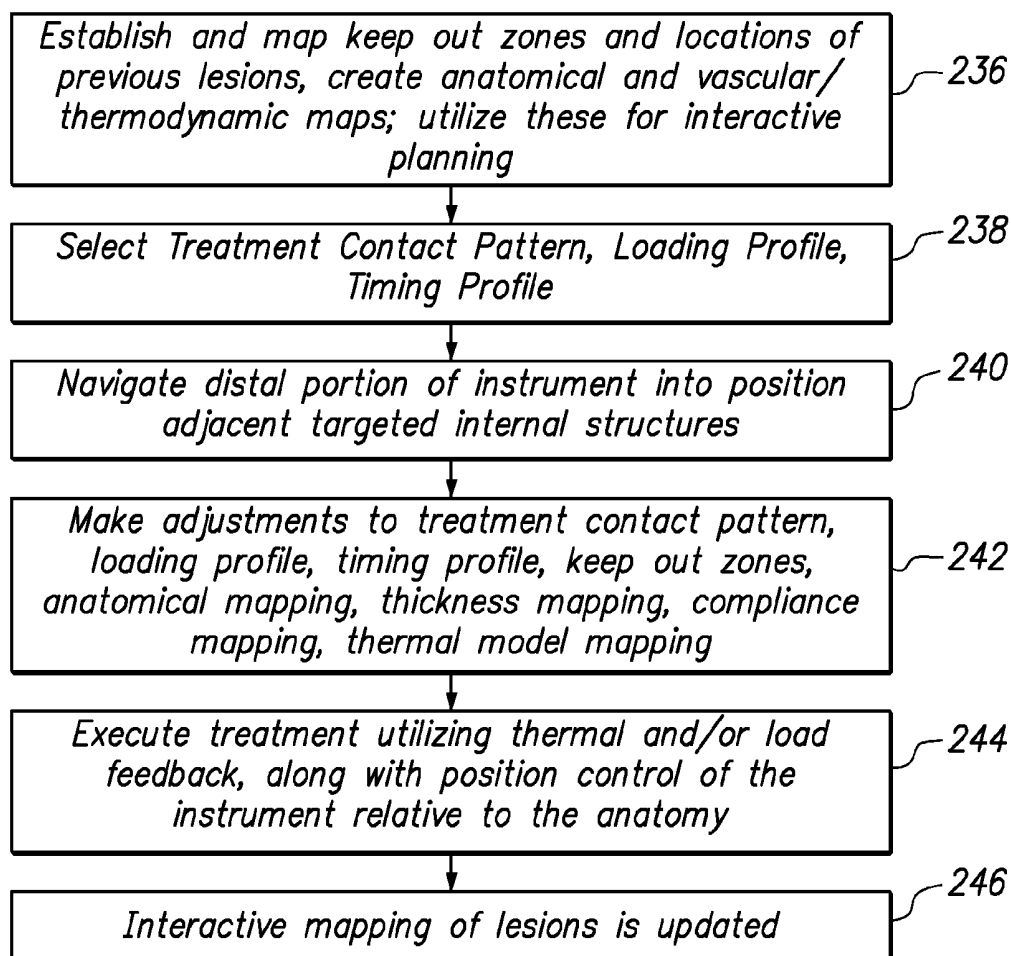 Establish and map keep out zones and locations of
previous lesions, create anatomical and vascular/
thermodynamic maps; utilize these for interactive
planning
236
Select Treatment Contact Pattern, Loading Profile,
Timing Profile
238
Navigate distal portion of instrument into position
adjacent targeted internal structures
240
Make adjustments to treatment contact pattern,
loading profile, timing profile, keep out zones,
anatomical mapping, thickness mapping, compliance
mapping, thermal model mapping
242
Execute treatment utilizing thermal and/or load
feedback, along with position control of the
instrument relative to the anatomy
244
Interactive mapping of lesions is updated
246